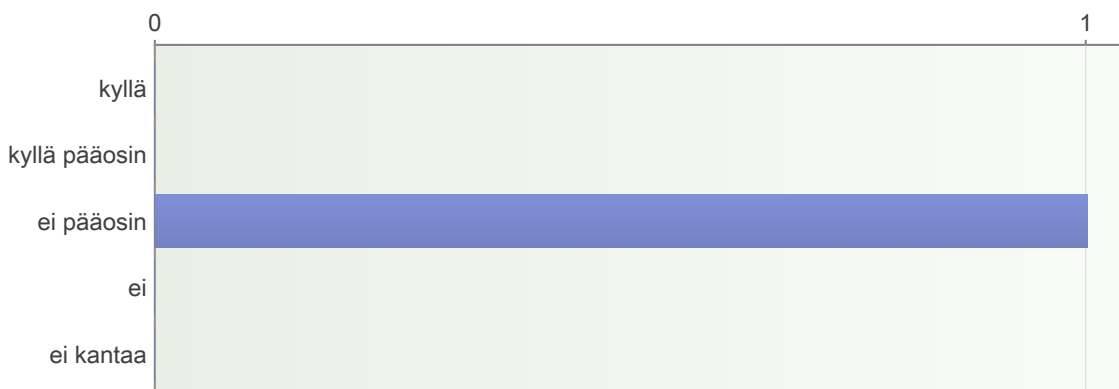 0 1
kyllä
kyllä pääosin
ei pääosin
ei
ei kantaa